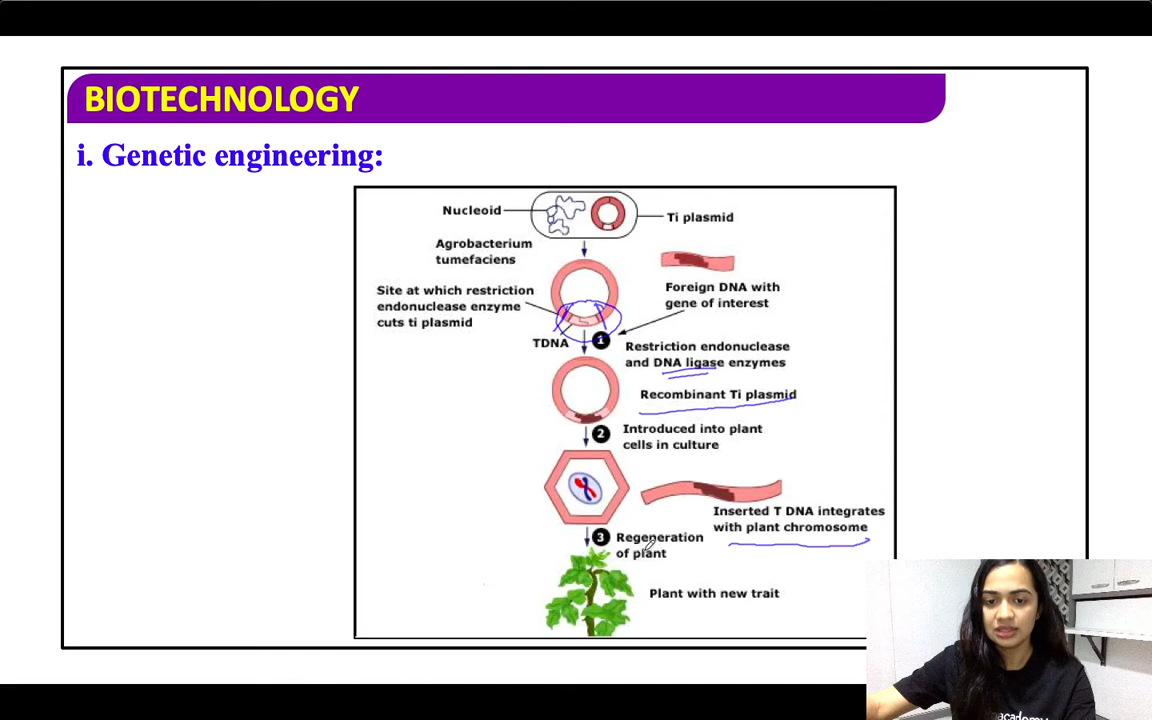 BIOTECHNOLOGY
i. Genetic engineering:
Nucleoid
Ti plasmid
Agrobacterium
tumefaciens
Foreign DNA with
gene of interest
Site at which restriction
endonuclease enzyme
cuts ti plasmid
TDNA
1
Restriction endonuclease
and DNA ligase enzymes
Recombinant Ti plasmid
2
Introduced into plant
cells in culture
Inserted T DNA integrates
with plant chromosome
3
Regeneration
of plant
Plant with new trait
academy